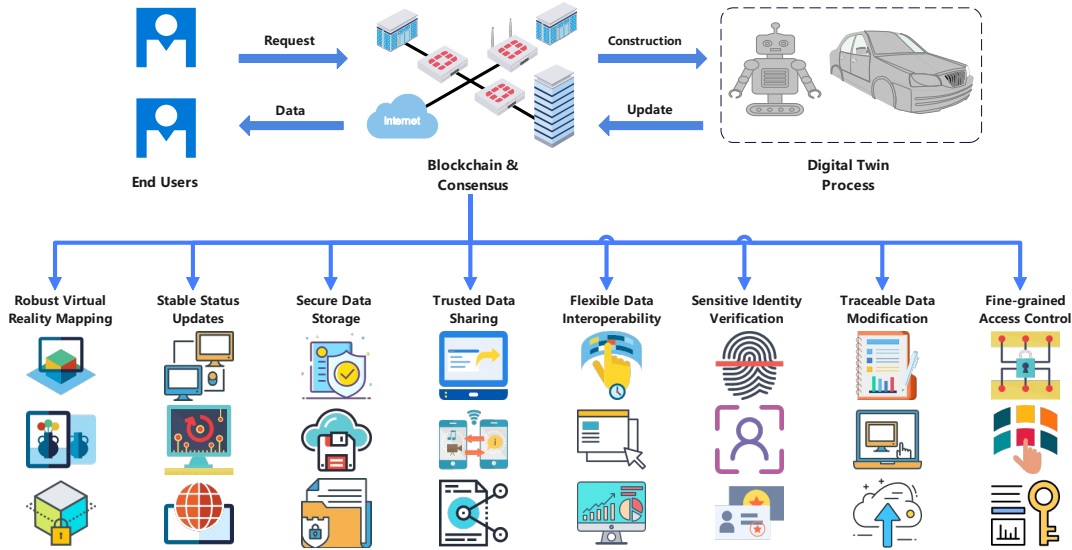 Request
Construction
Internet
Data
Update
End Users
Blockchain &
Consensus
Digital Twin
Process
Robust Virtual
Reality Mapping
Stable Status
Updates
Secure Data
Storage
Trusted Data
Sharing
Flexible Data
Interoperability
Sensitive Identity
Verification
Traceable Data
Modification
Fine-grained
Access Control